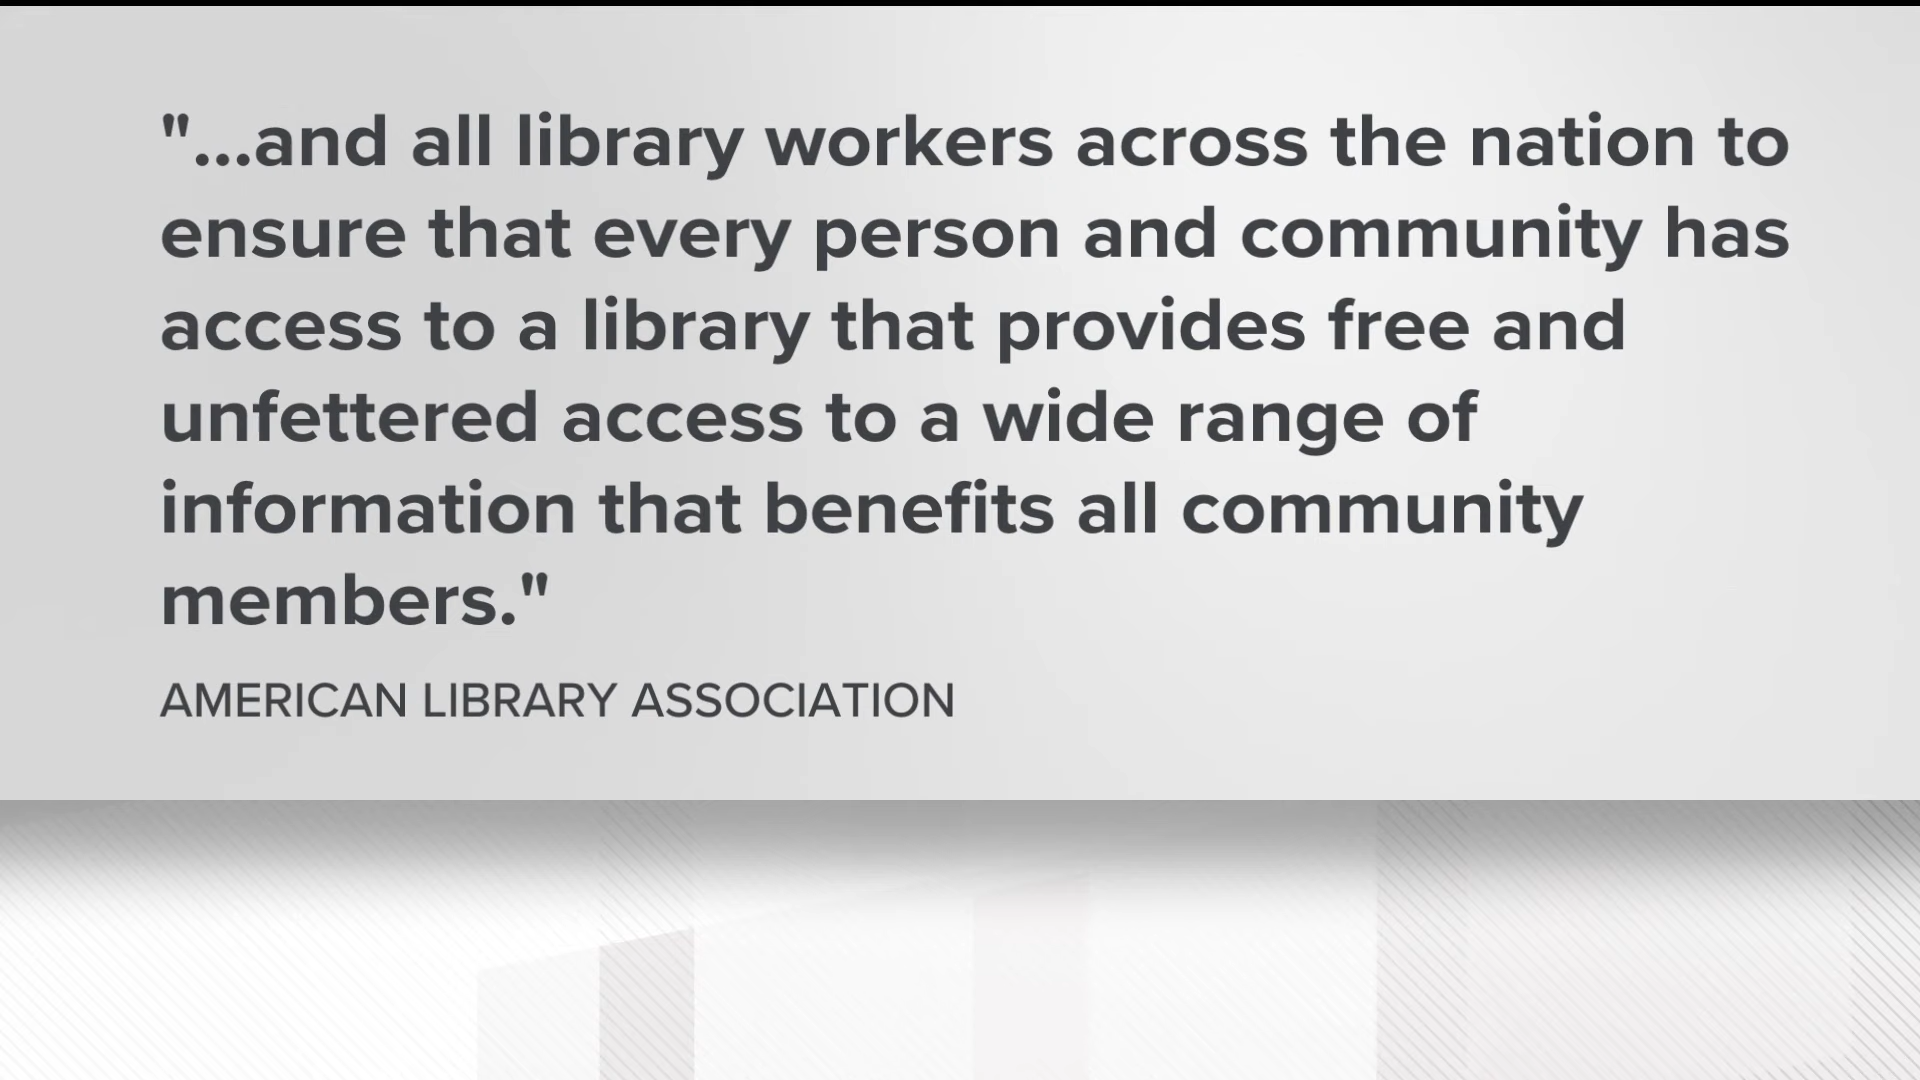 "...and all library workers across the nation to
ensure that every person and community has
access to a library that provides free and
unfettered access to a wide range of
information that benefits all community
members."
AMERICAN LIBRARY ASSOCIATION